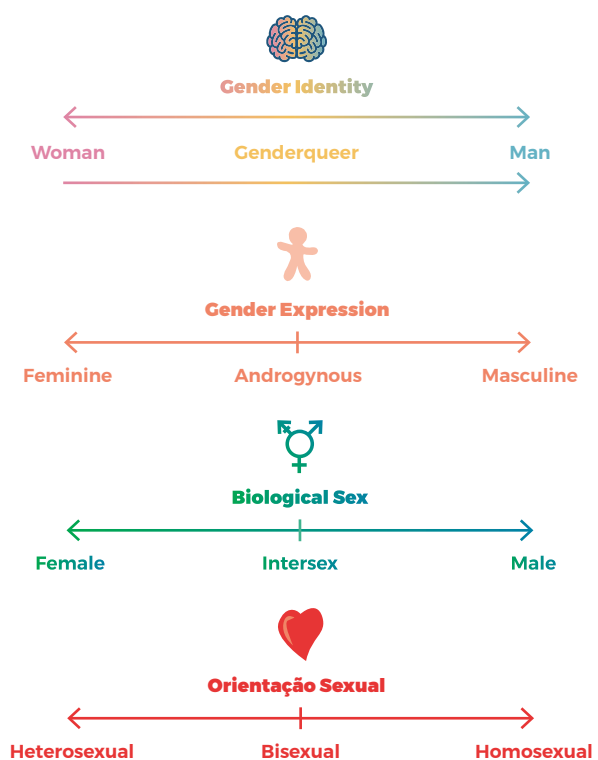 Gender Identity
Woman Genderqueer Man
Gender Expression
Feminine Androgynous Masculine
Biological Sex
Female Intersex Male
Orientação Sexual
Heterosexual Bisexual Homosexual